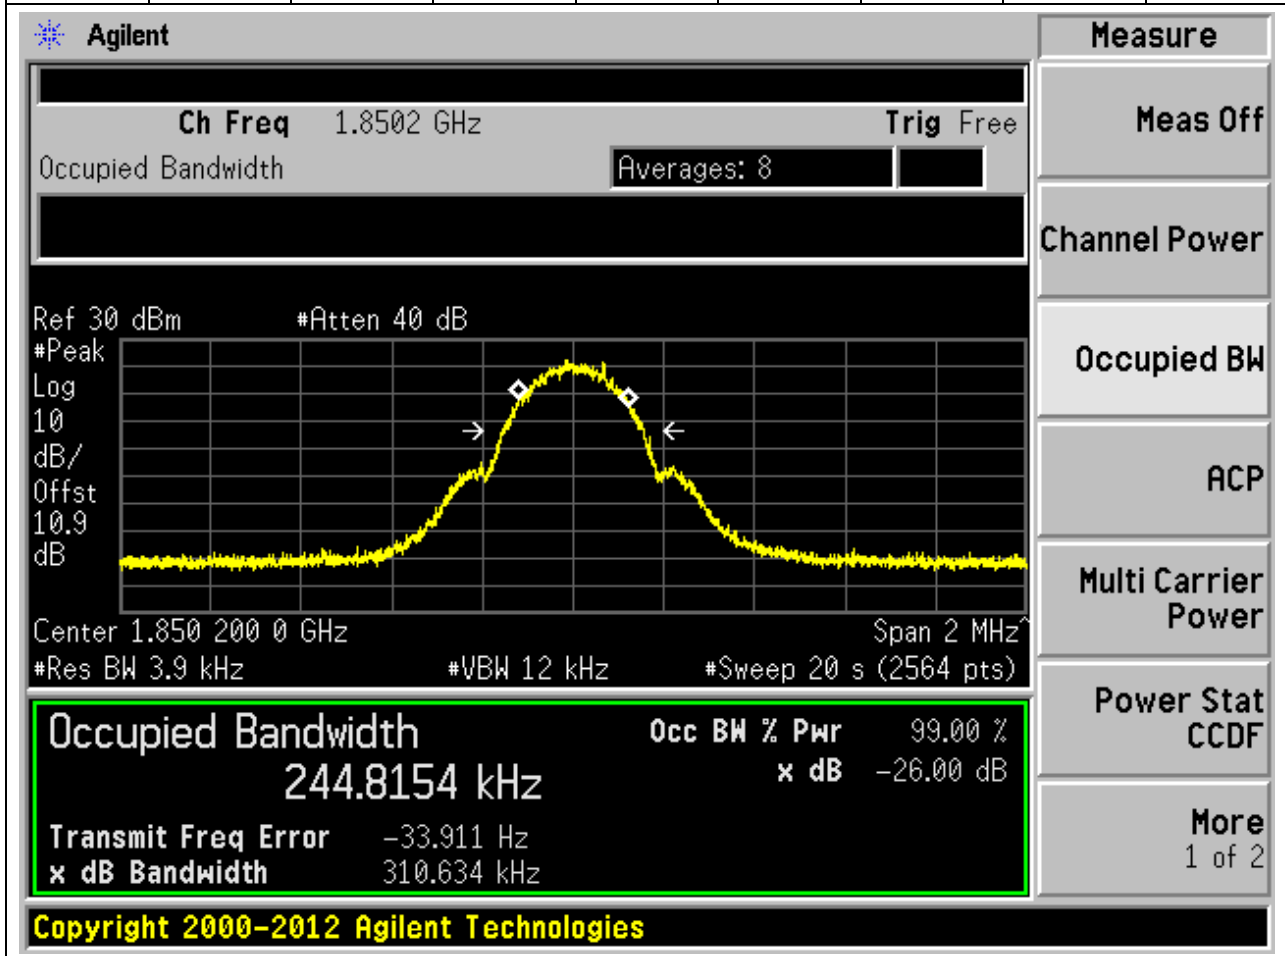 Agilent
Measure
Ch Freq 1.8502 GHz Trig Free
Occupied Bandwidth Averages: 8
Meas Off
Channel Power
Occupied BW
ACP
Multi Carrier
Power
Power Stat
CCDF
More
1 of 2
Ref 30 dBm #Atten 40 dB
#Peak
Log
10
dB/
Offst
10.9
dB
Center 1.850 200 0 GHz Span 2 MHz^
#Res BW 3.9 kHz #VBW 12 kHz #Sweep 20 s (2564 pts)
Occupied Bandwidth Occ BW % Pwr 99.00 %
244.8154 kHz x dB -26.00 dB
Transmit Freq Error -33.911 Hz
x dB Bandwidth 310.634 kHz
Copyright 2000-2012 Agilent Technologies